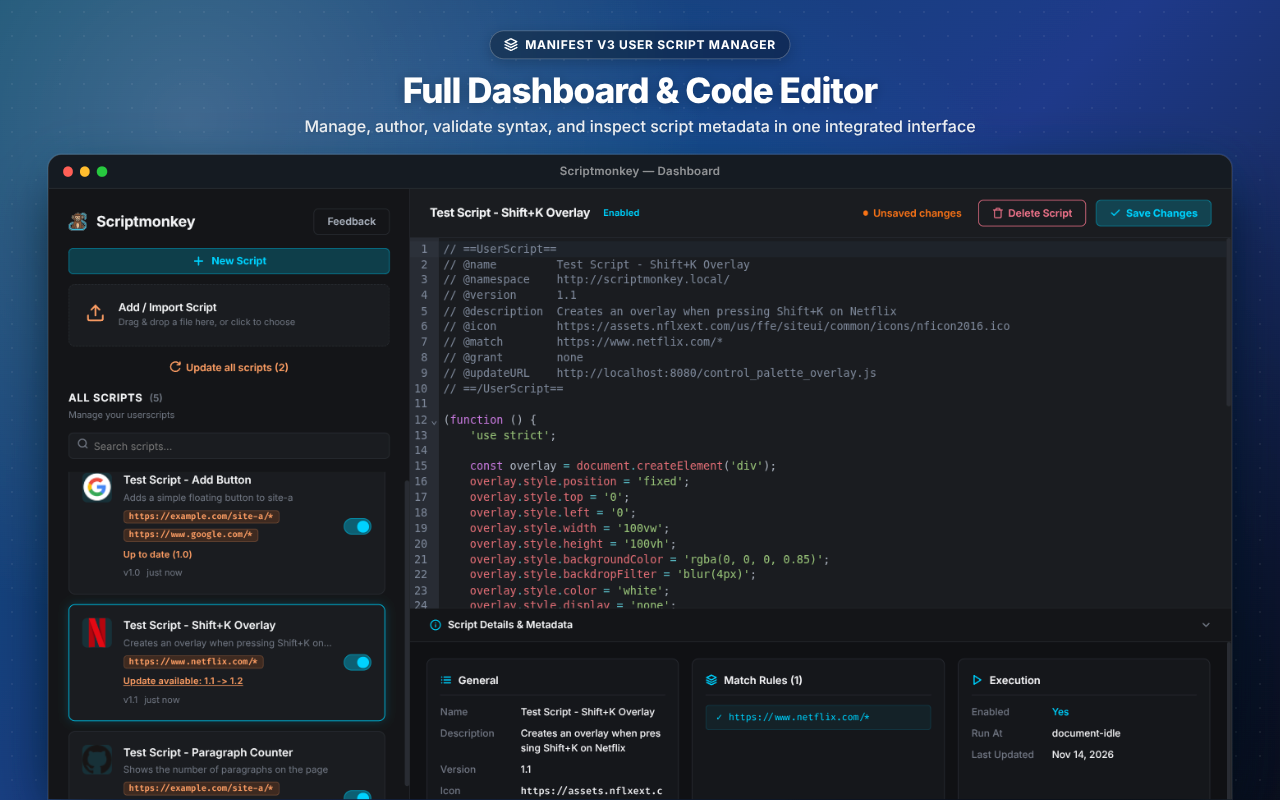 MANIFEST V3 USER SCRIPT MANAGER
Full Dashboard & Code Editor
Manage, author, validate syntax, and inspect script metadata in one integrated interface
Scriptmonkey — Dashboard
Scriptmonkey
Feedback
New Script
Add / Import Script
Drag & drop a file here, or click to choose
Update all scripts (2)
ALL SCRIPTS (5)
Manage your userscripts
Search scripts...
Test Script - Add Button
Adds a simple floating button to site-a
https://example.com/site-a/*
https://www.google.com/*
Up to date (1.0)
v1.0 just now
Test Script - Shift+K Overlay
Creates an overlay when pressing Shift+K on...
https://www.netflix.com/*
Update available: 1.1 -> 1.2
v1.1 just now
Test Script - Paragraph Counter
Shows the number of paragraphs on the page
https://example.com/site-a/*
Test Script - Shift+K Overlay Enabled
Unsaved changes
Delete Script
Save Changes
1 // ==UserScript==
2 // @name Test Script - Shift+K Overlay
3 // @namespace http://scriptmonkey.local/
4 // @version 1.1
5 // @description Creates an overlay when pressing Shift+K on Netflix
6 // @icon https://assets.nflxext.com/us/ffe/siteui/common/icons/nficon2016.ico
7 // @match https://www.netflix.com/*
8 // @grant none
9 // @updateURL http://localhost:8080/control_palette_overlay.js
10 // ==/UserScript==
11
12 (function () {
13 'use strict';
14
15 const overlay = document.createElement('div');
16 overlay.style.position = 'fixed';
17 overlay.style.top = '0';
18 overlay.style.left = '0';
19 overlay.style.width = '100vw';
20 overlay.style.height = '100vh';
21 overlay.style.backgroundColor = 'rgba(0, 0, 0, 0.85)';
22 overlay.style.backdropFilter = 'blur(4px)';
23 overlay.style.color = 'white';
24 overlay.style.display = 'none';
Script Details & Metadata
General
Name Test Script - Shift+K Overlay
Description Creates an overlay when pres
sing Shift+K on Netflix
Version 1.1
Icon https://assets.nflxext.c
Match Rules (1)
✓ https://www.netflix.com/*
Execution
Enabled Yes
Run At document-idle
Last Updated Nov 14, 2026